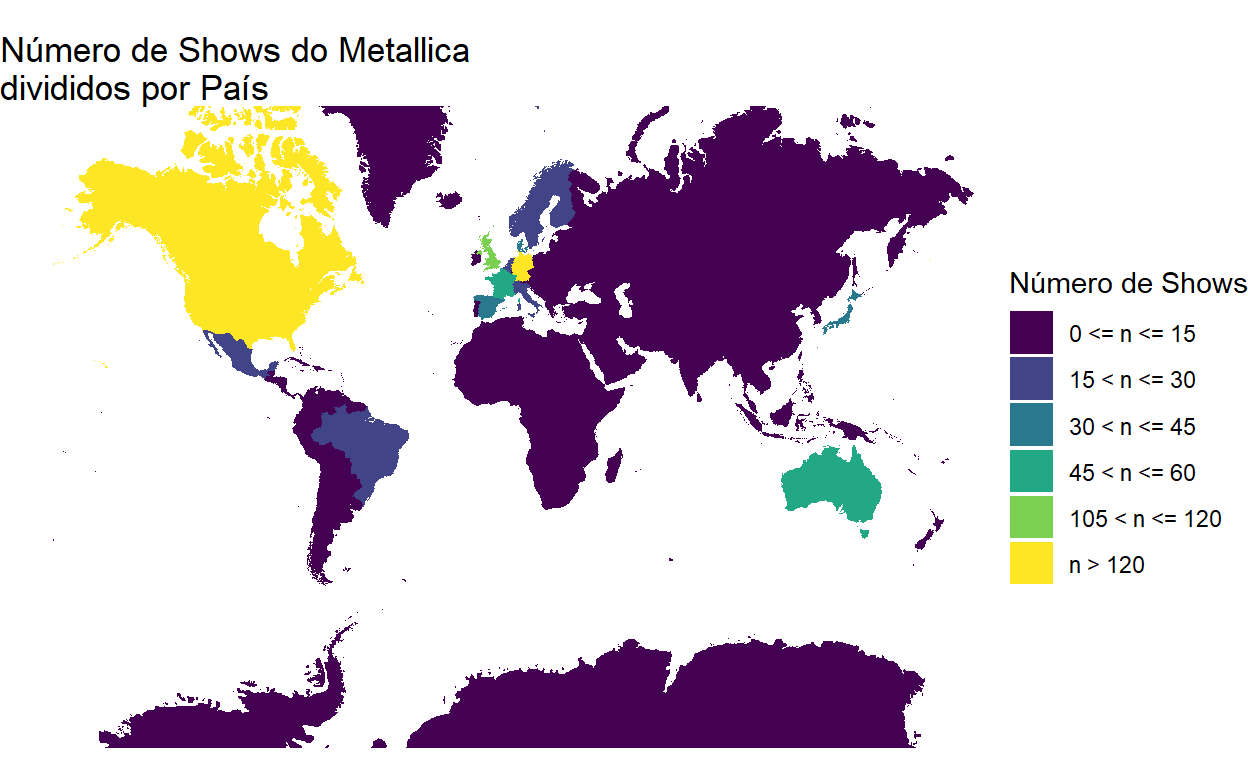 Número de Shows do Metallica
divididos por País
Número de Shows
0 <= n <= 15
15 < n <= 30
30 < n <= 45
45 < n <= 60
105 < n <= 120
n > 120